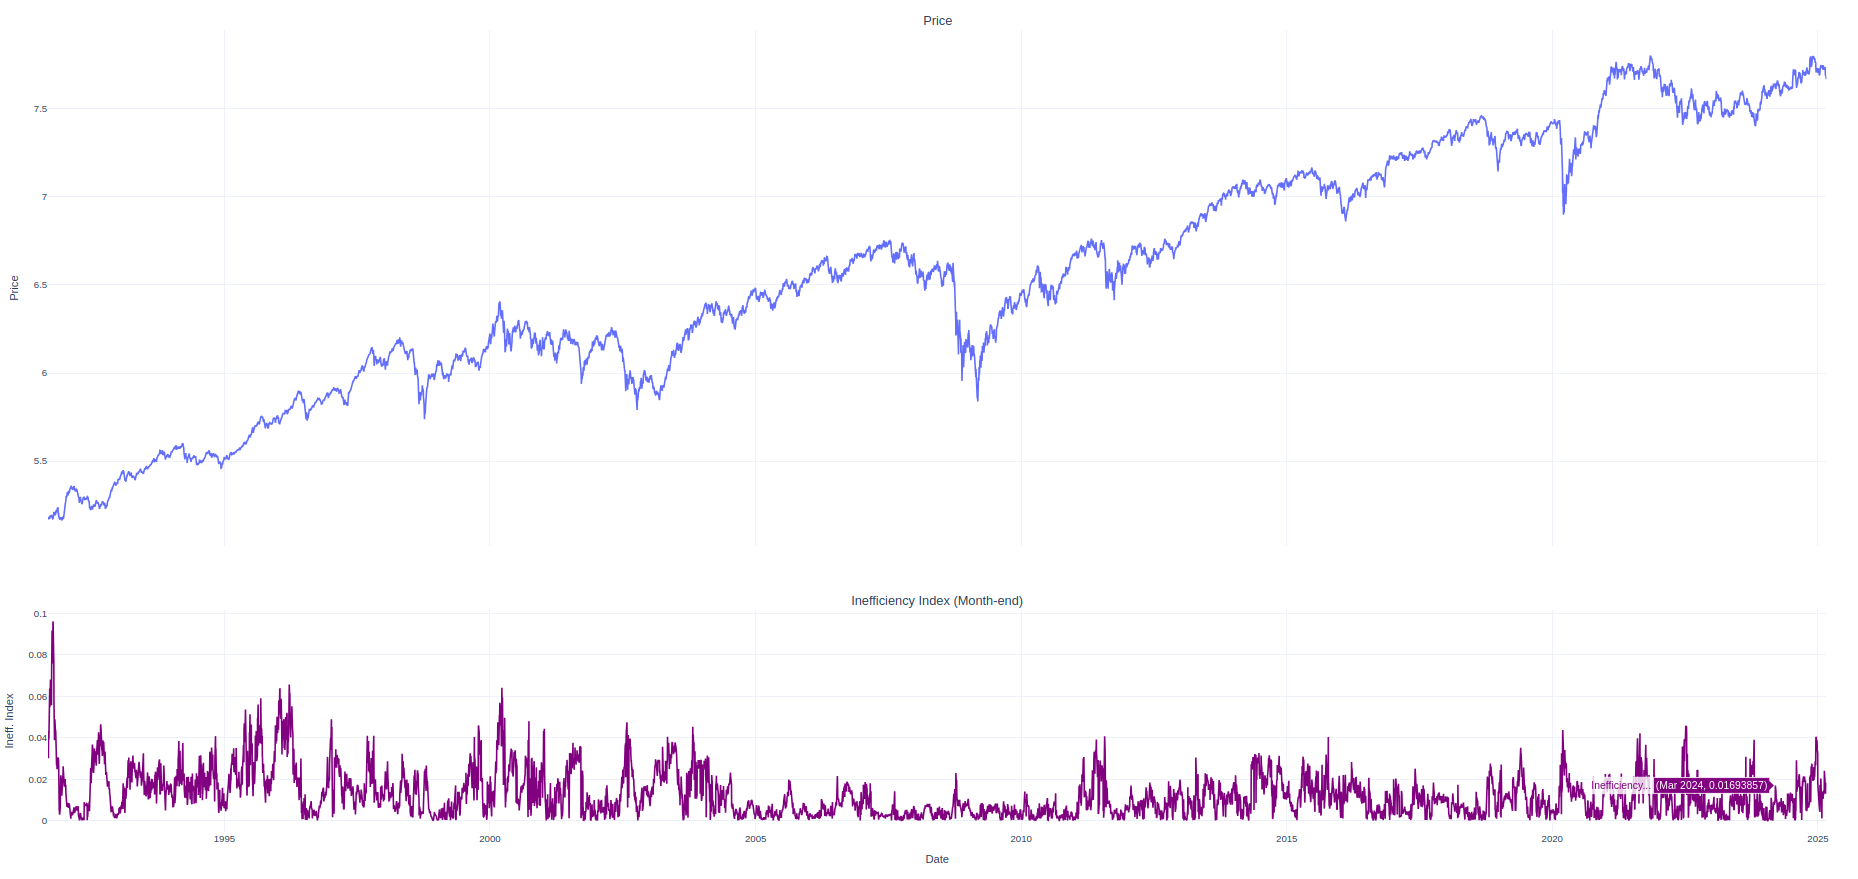 Price
7.5
7
6.5
6
5.5
Price
Inefficiency Index (Month-end)
0.1
0.08
0.06
0.04
0.02
0
Ineff. Index
Inefficiency... (Mar 2024, 0.01693857)
1995 2000 2005 2010 2015 2020 2025
Date